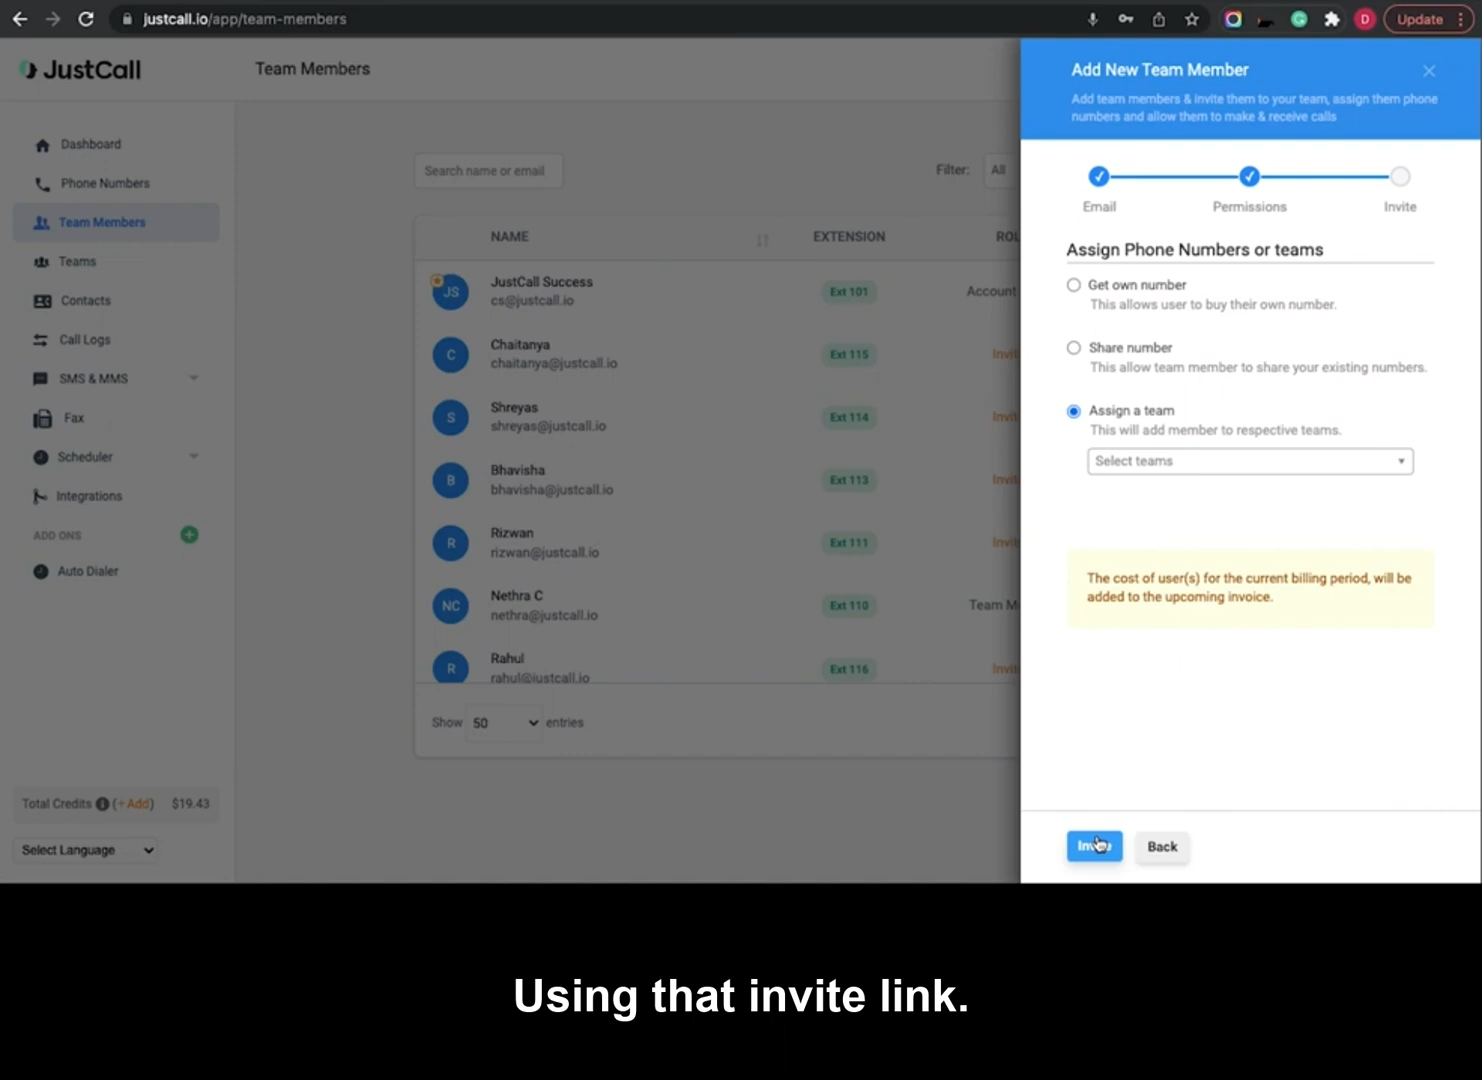 justcall.io/app/team-members
D
Update
JustCall
Team Members
Dashboard
Phone Numbers
Team Members
Teams
Contacts
Call Logs
SMS & MMS
Fax
Scheduler
Integrations
ADD ONS
Auto Dialer
Total Credits (+Add) $19.43
Select Language
Search name or email
Filter: All
NAME EXTENSION ROL
JS JustCall Success Ext 101 Account
cs@justcall.io
C Chaitanya Ext 115 Invit
chaitanya@justcall.io
S Shreyas Ext 114 Invit
shreyas@justcall.io
B Bhavisha Ext 113 Invit
bhavisha@justcall.io
R Rizwan Ext 111 Invit
rizwan@justcall.io
NC Nethra C Ext 110 Team M
nethra@justcall.io
R Rahul Ext 116 Invit
rahul@justcall.io
Show 50 entries
Add New Team Member
Add team members & invite them to your team, assign them phone
numbers and allow them to make & receive calls
Email Permissions Invite
Assign Phone Numbers or teams
Get own number
This allows user to buy their own number.
Share number
This allow team member to share your existing numbers.
Assign a team
This will add member to respective teams.
Select teams
The cost of user(s) for the current billing period, will be
added to the upcoming invoice.
Invite Back
Using that invite link.